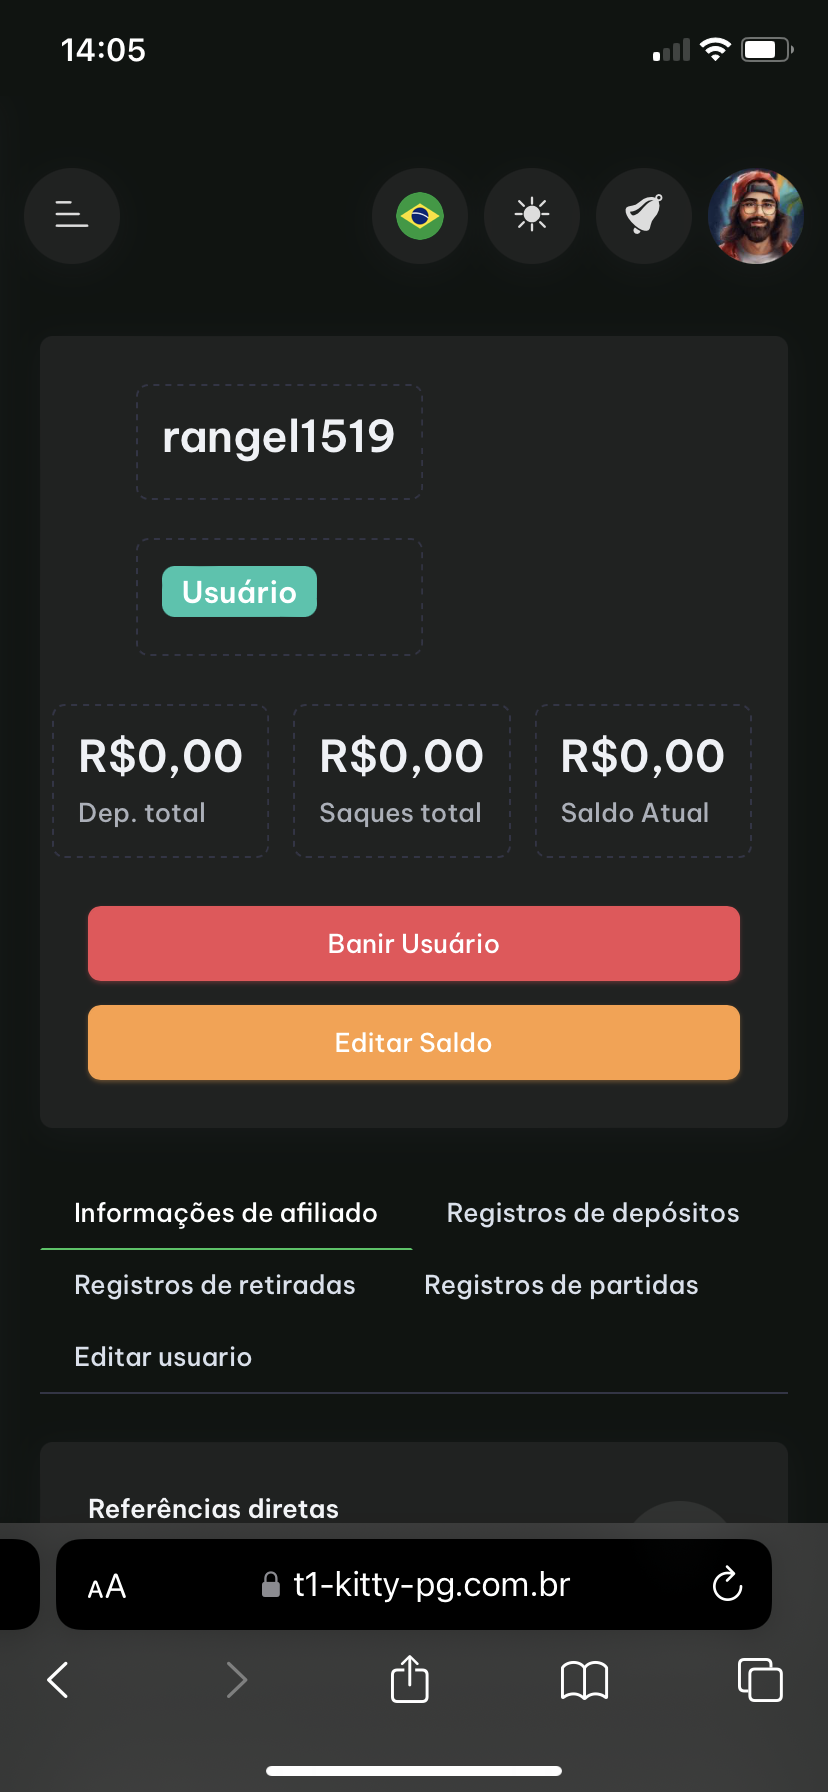 14:05
rangel1519
Usuário
R$0,00 R$0,00 R$0,00
Dep. total Saques total Saldo Atual
Banir Usuário
Editar Saldo
Informações de afiliado Registros de depósitos
Registros de retiradas Registros de partidas
Editar usuario
Referências diretas
AA t1-kitty-pg.com.br